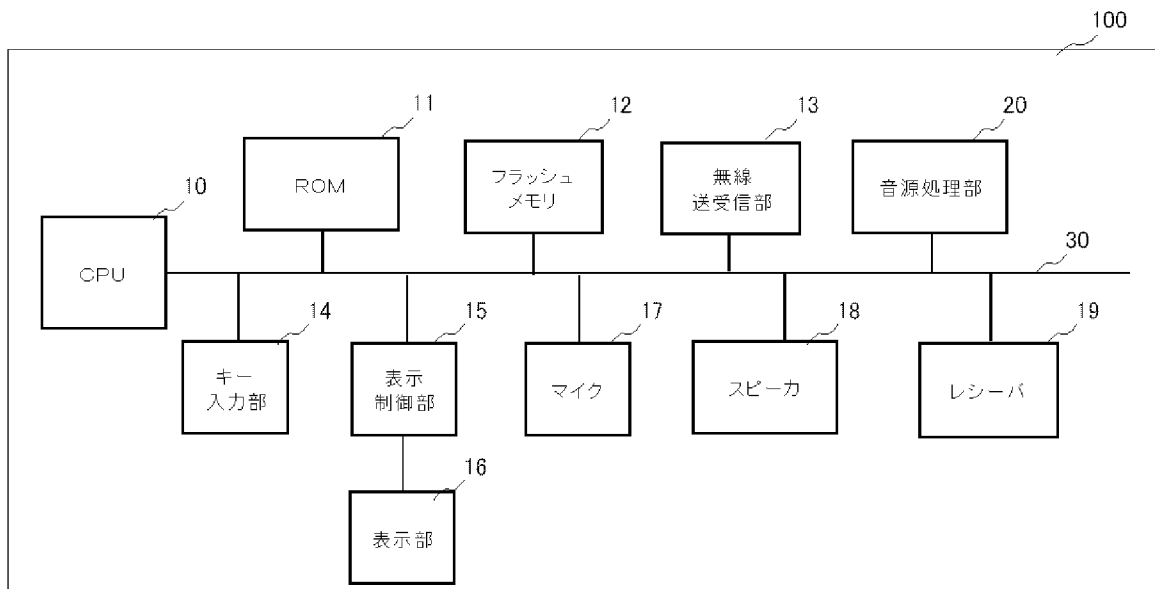 100
11
12
13
20
10
ROM
フラッシュ
メモリ
無線
送受信部
音源処理部
CPU
30
14
15
17
18
19
キー
入力部
表示
制御部
マイク
スピーカ
レシーバ
16
表示部